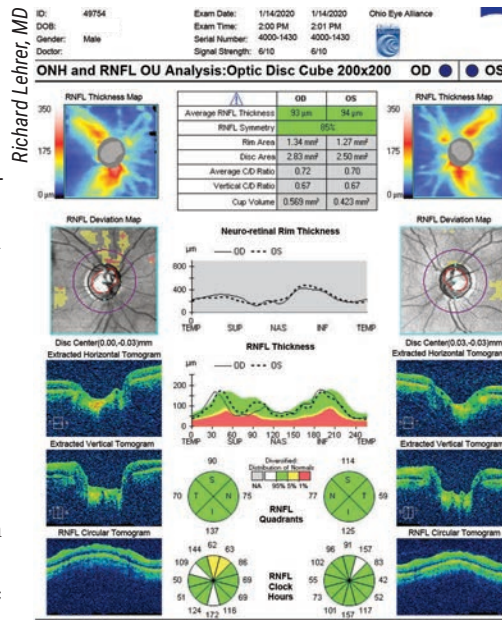 Richard Lehrer, MD
ID: 49754 Exam Date: 1/14/2020 1/14/2020 Ohio Eye Alliance
DOB: Exam Time: 2:00 PM 2:01 PM
Gender: Male Serial Number: 4000-1430 4000-1430
Doctor: Signal Strength: 6/10 6/10
ONH and RNFL OU Analysis:Optic Disc Cube 200x200 OD OS
RNFL Thickness Map
350
0 µm
OD OS
Average RNFL Thickness 93 µm 94 µm
RNFL Symmetry 85%
Rim Area 1.34 mm² 1.27 mm²
Disc Area 2.83 mm² 2.50 mm²
Average C/D Ratio 0.72 0.70
Vertical C/D Ratio 0.67 0.67
Cup Volume 0.569 mm³ 0.423 mm³
RNFL Thickness Map
350
0 µm
RNFL Deviation Map
Neuro-retinal Rim Thickness
µm OD OS
800
400
0
TEMP SUP NAS INF TEMP
RNFL Deviation Map
Disc Center(0.00,-0.03)mm
Disc Center(0.03,-0.03)mm
Extracted Horizontal Tomogram
RNFL Thickness
µm OD OS
200
100
0
0 30 60 90 120 150 180 210 240
TEMP SUP NAS INF TEMP
Extracted Horizontal Tomogram
Extracted Vertical Tomogram
Diversified:
Distribution of Normals
NA 95% 5% 1%
Extracted Vertical Tomogram
90
S
70 T N 75
I
137
RNFL
Quadrants
114
S
77 N T 59
I
125
RNFL Circular Tomogram
RNFL Circular Tomogram
144 62 63
109 86
50 69
51 69
124 172 116
RNFL
Clock
Hours
96 91 157
102 83
55 42
73 52
101 157 117